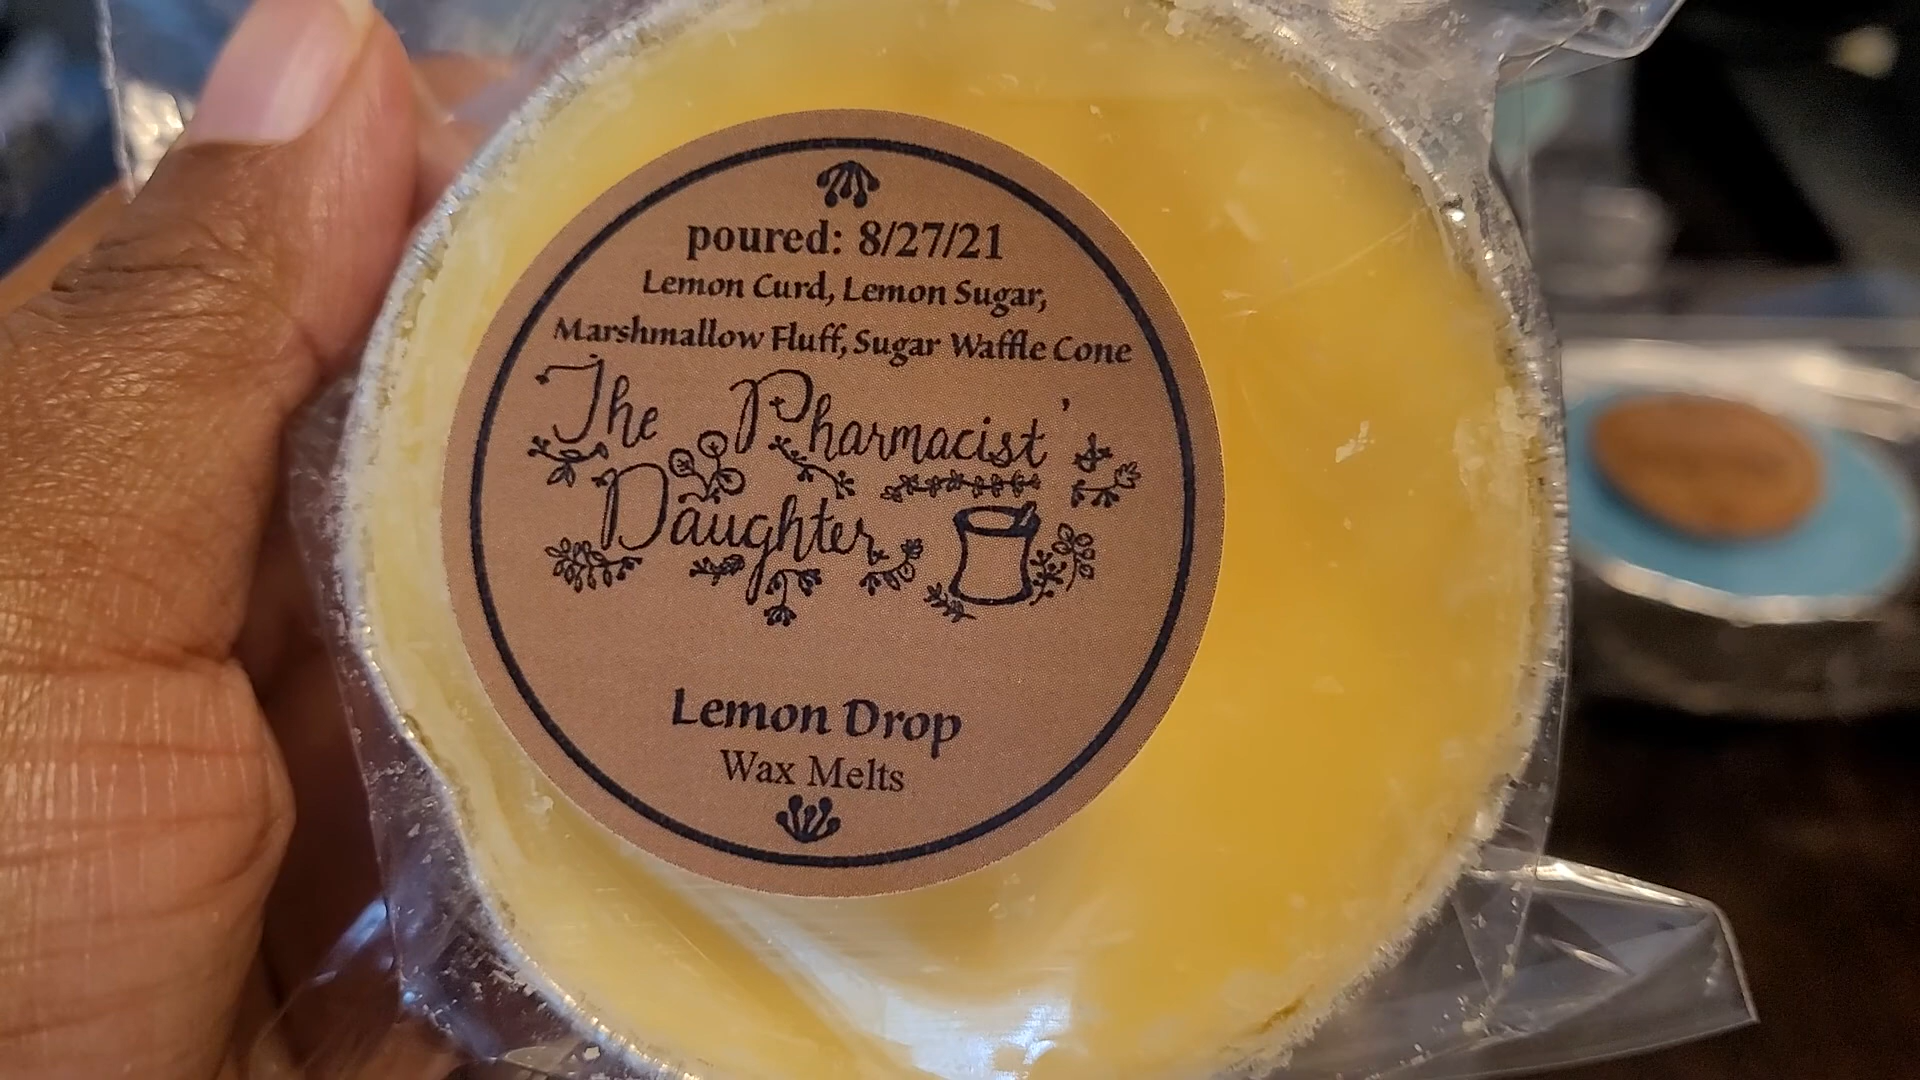 poured: 8/27/21
Lemon Curd, Lemon Sugar,
Marshmallow Fluff, Sugar Waffle Cone
The Pharmacist's
Daughter
Lemon Drop
Wax Melts